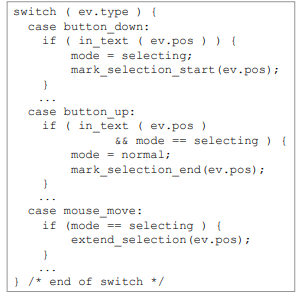 switch ( ev.type ) {
  case button_down:
    if ( in_text ( ev.pos ) ) {
        mode = selecting;
        mark_selection_start(ev.pos);
    }
    ...
  case button_up:
    if ( in_text ( ev.pos )
              && mode == selecting ) {
        mode = normal;
        mark_selection_end(ev.pos);
    }
    ...
  case mouse_move:
    if (mode == selecting ) {
        extend_selection(ev.pos);
    }
    ...
} /* end of switch */